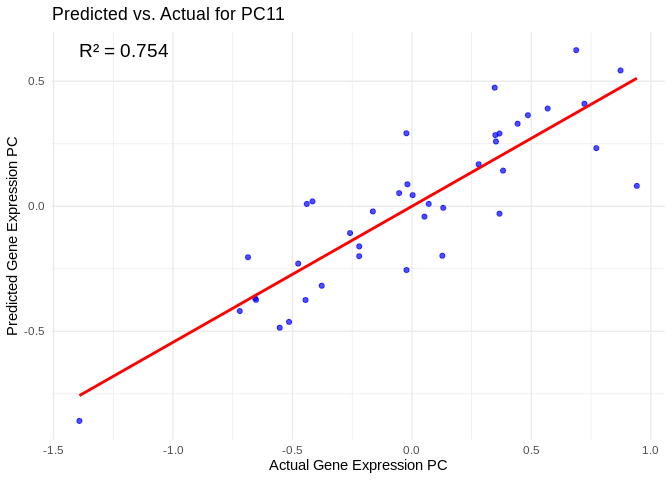 Predicted vs. Actual for PC11
R² = 0.754
0.5
0.0
-0.5
Predicted Gene Expression PC
-1.5
-1.0
-0.5
0.0
0.5
1.0
Actual Gene Expression PC